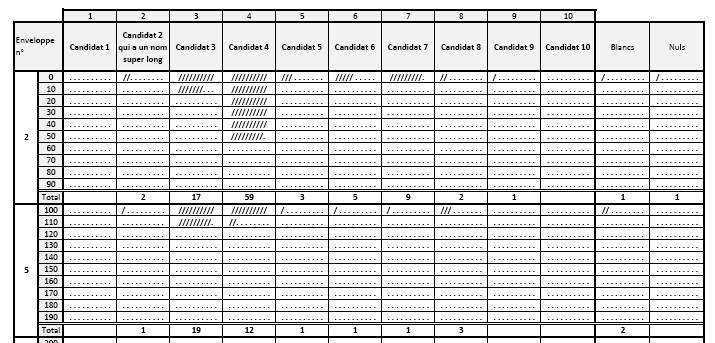 1 2 3 4 5 6 7 8 9 10
Enveloppe n° Candidat 1 Candidat 2 qui a un nom super long Candidat 3 Candidat 4 Candidat 5 Candidat 6 Candidat 7 Candidat 8 Candidat 9 Candidat 10 Blancs Nuls
0 .......... //........ ////////// ////////// ///....... /////..... /////////. //........ /......... .......... /......... /.........
10 .......... .......... ///////... ////////// .......... .......... .......... .......... .......... .......... .......... ..........
20 .......... .......... .......... ////////// .......... .......... .......... .......... .......... .......... .......... ..........
30 .......... .......... .......... ////////// .......... .......... .......... .......... .......... .......... .......... ..........
40 .......... .......... .......... ////////// .......... .......... .......... .......... .......... .......... .......... ..........
2 50 .......... .......... .......... /////////. .......... .......... .......... .......... .......... .......... .......... ..........
60 .......... .......... .......... .......... .......... .......... .......... .......... .......... .......... .......... ..........
70 .......... .......... .......... .......... .......... .......... .......... .......... .......... .......... .......... ..........
80 .......... .......... .......... .......... .......... .......... .......... .......... .......... .......... .......... ..........
90 .......... .......... .......... .......... .......... .......... .......... .......... .......... .......... .......... ..........
Total 2 17 59 3 5 9 2 1 1 1
100 .......... /......... ////////// ////////// /......... /......... /......... ///....... .......... .......... //........ ..........
110 .......... .......... /////////. //........ .......... .......... .......... .......... .......... .......... .......... ..........
120 .......... .......... .......... .......... .......... .......... .......... .......... .......... .......... .......... ..........
130 .......... .......... .......... .......... .......... .......... .......... .......... .......... .......... .......... ..........
140 .......... .......... .......... .......... .......... .......... .......... .......... .......... .......... .......... ..........
5 150 .......... .......... .......... .......... .......... .......... .......... .......... .......... .......... .......... ..........
160 .......... .......... .......... .......... .......... .......... .......... .......... .......... .......... .......... ..........
170 .......... .......... .......... .......... .......... .......... .......... .......... .......... .......... .......... ..........
180 .......... .......... .......... .......... .......... .......... .......... .......... .......... .......... .......... ..........
190 .......... .......... .......... .......... .......... .......... .......... .......... .......... .......... .......... ..........
Total 1 19 12 1 1 1 3 2